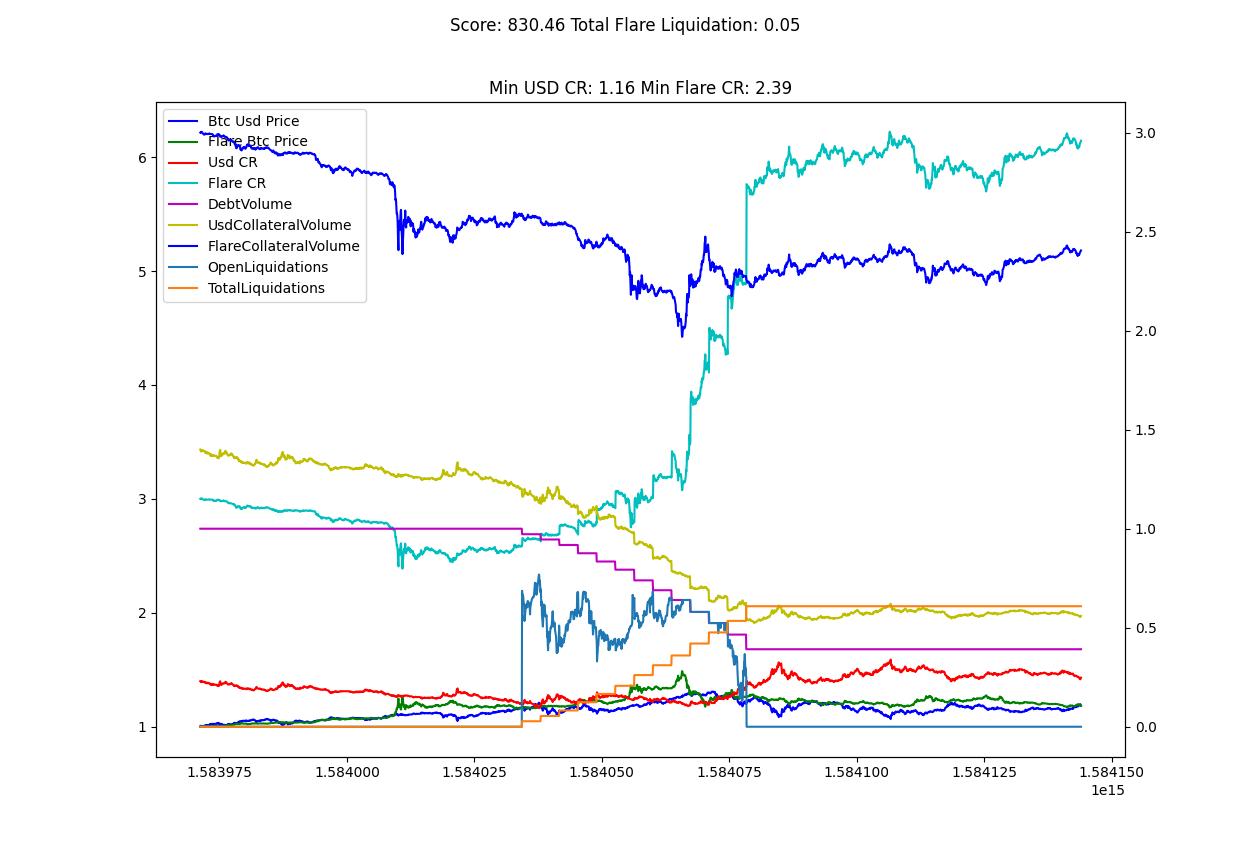 Score: 830.46 Total Flare Liquidation: 0.05
Min USD CR: 1.16 Min Flare CR: 2.39
Btc Usd Price
Flare Btc Price
Usd CR
Flare CR
DebtVolume
UsdCollateralVolume
FlareCollateralVolume
OpenLiquidations
TotalLiquidations
6
5
4
3
2
1
3.0
2.5
2.0
1.5
1.0
0.5
0.0
1.583975 1.584000 1.584025 1.584050 1.584075 1.584100 1.584125 1.584150
1e15